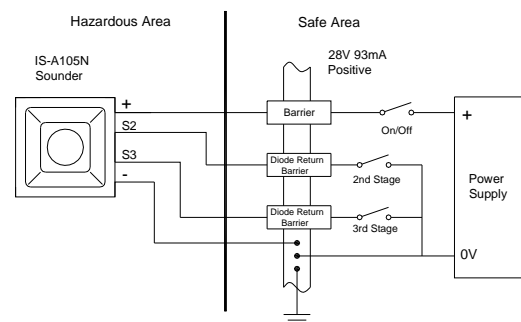 Hazardous Area
Safe Area
IS-A105N
Sounder
28V 93mA
Positive
+
S2
S3
-
Barrier
On/Off
Diode Return
Barrier
2nd Stage
Diode Return
Barrier
3rd Stage
+
Power
Supply
0V